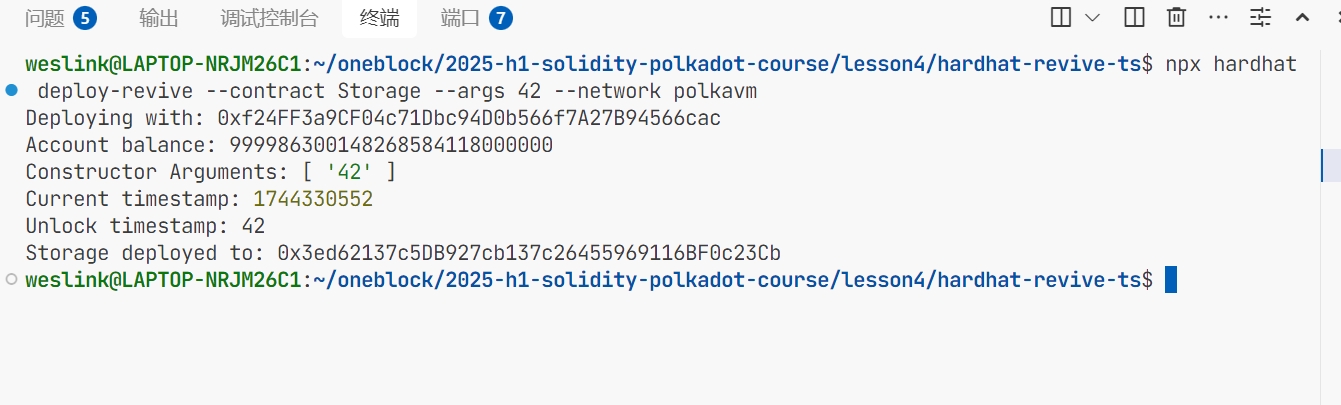 问题 5 输出 调试控制台 终端 端口 7
weslink@LAPTOP-NRJM26C1:~/oneblock/2025-h1-solidity-polkadot-course/lesson4/hardhat-revive-ts$ npx hardhat
deploy-revive --contract Storage --args 42 --network polkavm
Deploying with: 0xf24FF3a9CF04c71Dbc94D0b566f7A27B94566cac
Account balance: 999986300148268584118000000
Constructor Arguments: [ '42' ]
Current timestamp: 1744330552
Unlock timestamp: 42
Storage deployed to: 0x3ed62137c5DB927cb137c26455969116BF0c23Cb
weslink@LAPTOP-NRJM26C1:~/oneblock/2025-h1-solidity-polkadot-course/lesson4/hardhat-revive-ts$